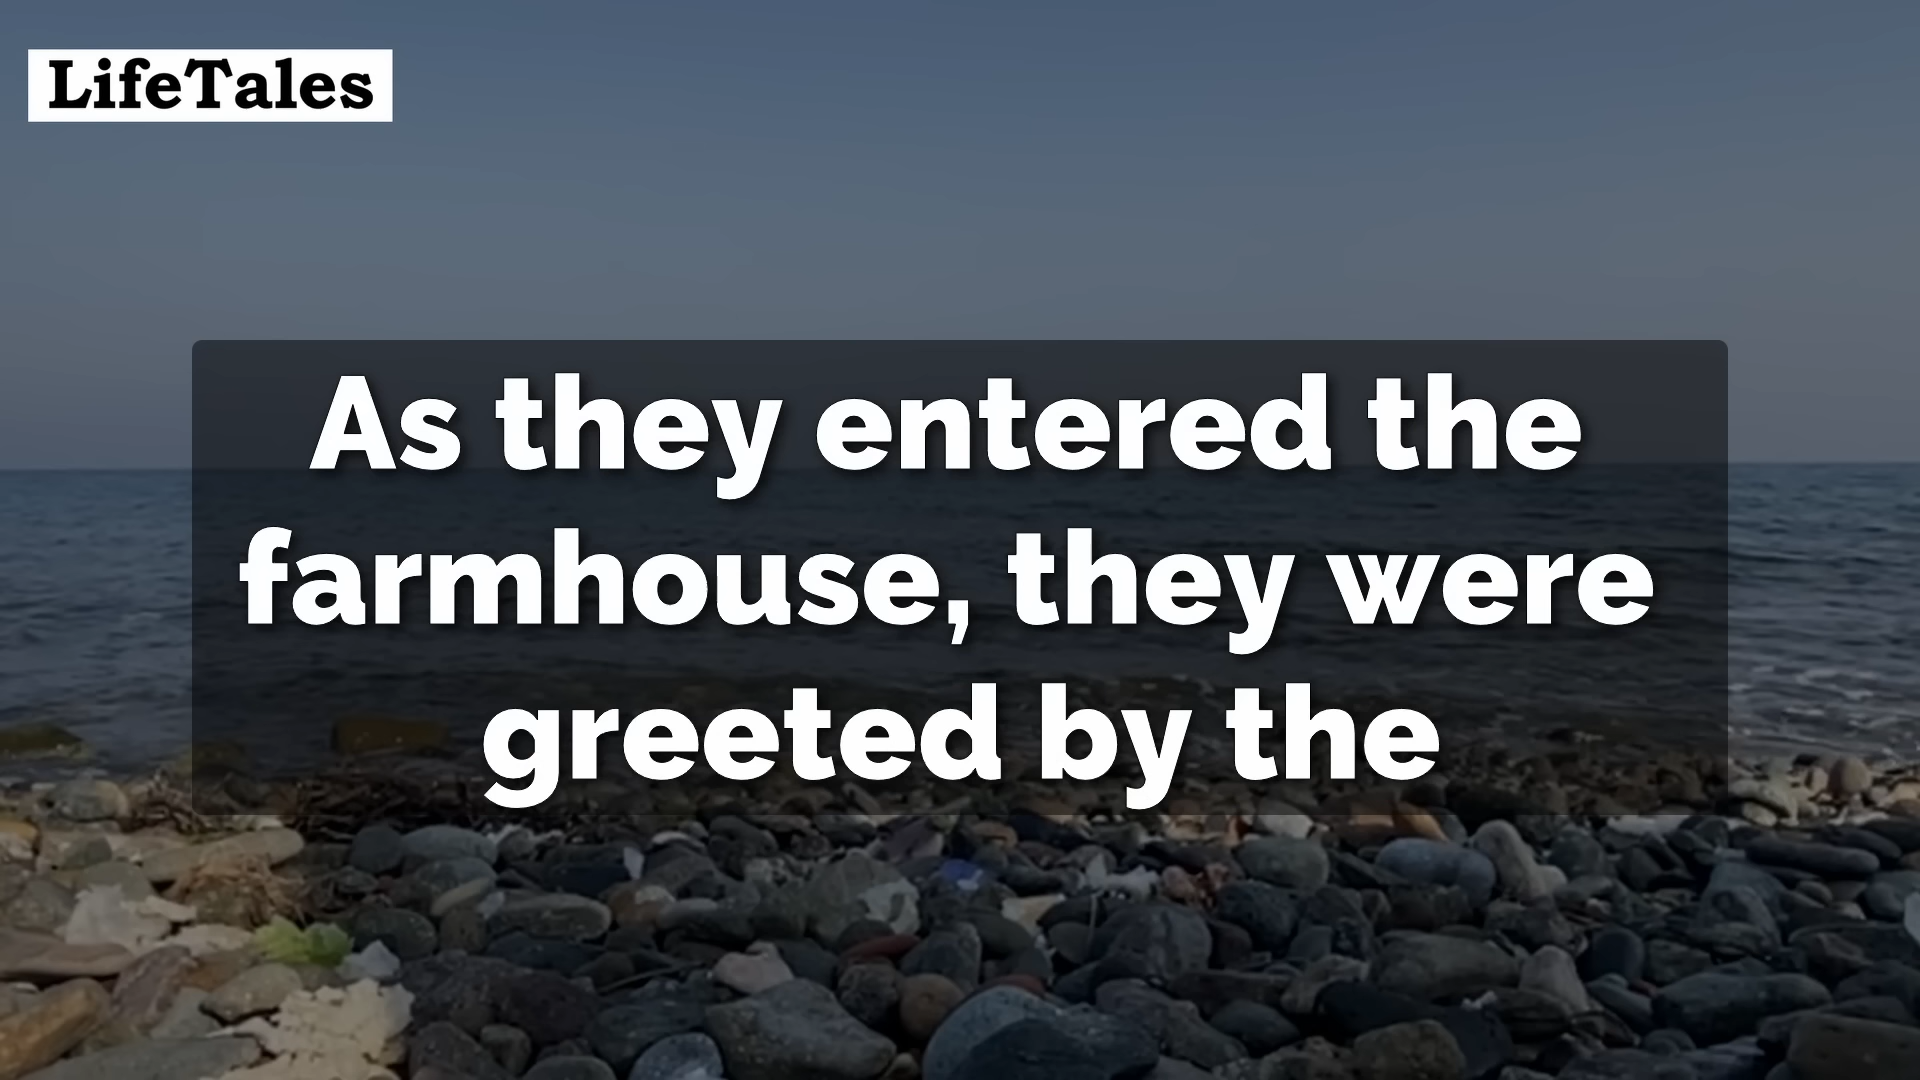 LifeTales
As they entered the
farmhouse, they were
greeted by the